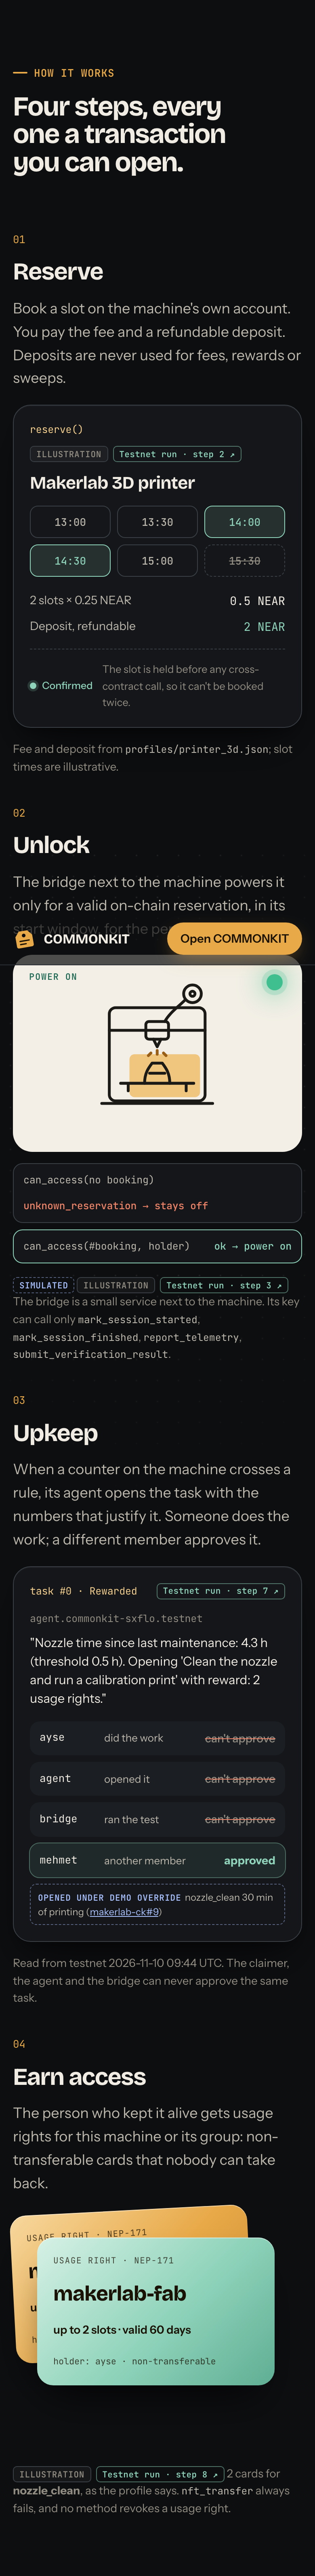 HOW IT WORKS
Four steps, every
one a transaction
you can open.
01
Reserve
Book a slot on the machine's own account.
You pay the fee and a refundable deposit.
Deposits are never used for fees, rewards or
sweeps.
reserve()
ILLUSTRATION Testnet run · step 2 ↗
Makerlab 3D printer
13:00 13:30 14:00
14:30 15:00 15:30
2 slots × 0.25 NEAR 0.5 NEAR
Deposit, refundable 2 NEAR
Confirmed
The slot is held before any cross-
contract call, so it can't be booked
twice.
Fee and deposit from profiles/printer_3d.json; slot
times are illustrative.
02
Unlock
The bridge next to the machine powers it
only for a valid on-chain reservation, in its
start window, for the
COMMONKIT Open COMMONKIT
POWER ON
can_access(no booking)
unknown_reservation → stays off
can_access(#booking, holder) ok → power on
SIMULATED ILLUSTRATION Testnet run · step 3 ↗
The bridge is a small service next to the machine. Its key
can call only mark_session_started,
mark_session_finished, report_telemetry,
submit_verification_result.
03
Upkeep
When a counter on the machine crosses a
rule, its agent opens the task with the
numbers that justify it. Someone does the
work; a different member approves it.
task #0 · Rewarded Testnet run · step 7 ↗
agent.commonkit-sxflo.testnet
"Nozzle time since last maintenance: 4.3 h
(threshold 0.5 h). Opening 'Clean the nozzle
and run a calibration print' with reward: 2
usage rights."
ayse did the work can't approve
agent opened it can't approve
bridge ran the test can't approve
mehmet another member approved
OPENED UNDER DEMO OVERRIDE nozzle_clean 30 min
of printing (makerlab-ck#9)
Read from testnet 2026-11-10 09:44 UTC. The claimer,
the agent and the bridge can never approve the same
task.
04
Earn access
The person who kept it alive gets usage
rights for this machine or its group: non-
transferable cards that nobody can take
back.
USAGE RIGHT · NEP-171
USAGE RIGHT · NEP-171
makerlab-fab
up to 2 slots · valid 60 days
holder: ayse · non-transferable
ILLUSTRATION Testnet run · step 8 ↗ 2 cards for
nozzle_clean, as the profile says. nft_transfer always
fails, and no method revokes a usage right.